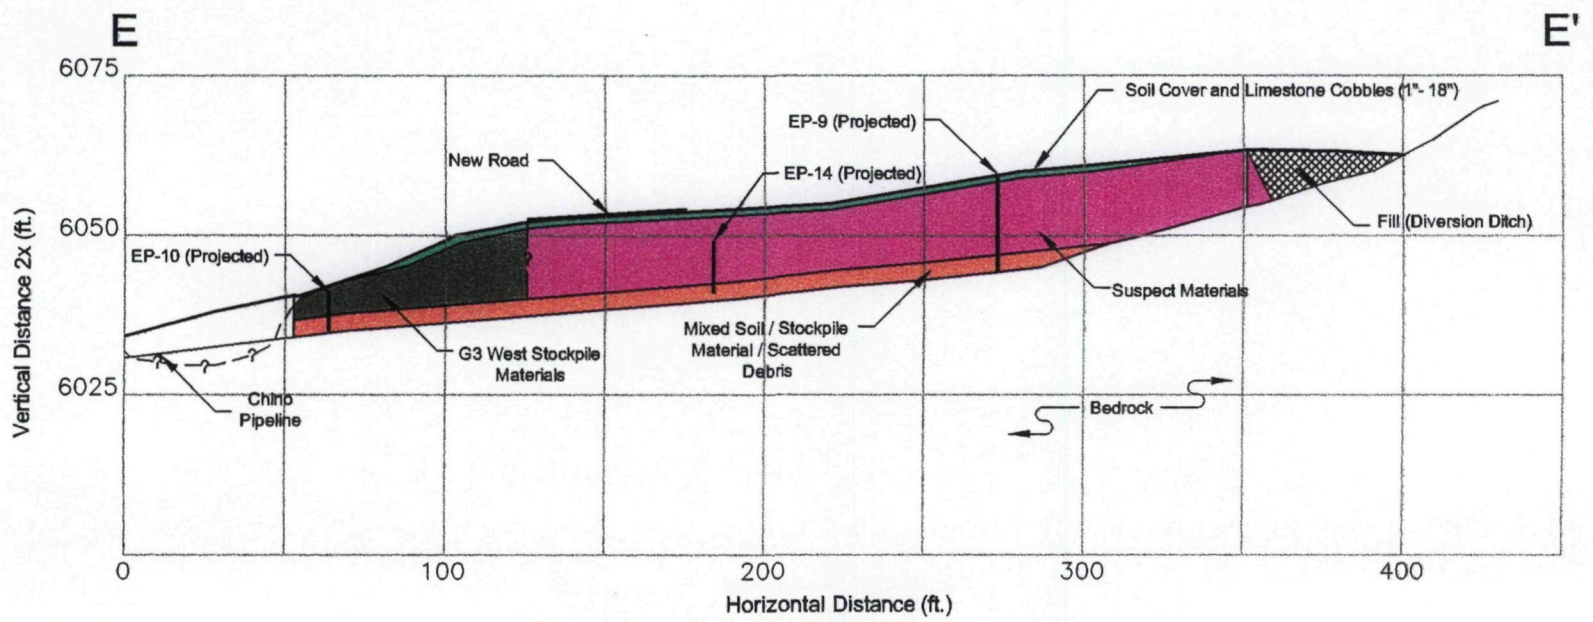 E
E'
6075
Soil Cover and Limestone Cobbles (1"- 18")
EP-9 (Projected)
New Road
EP-14 (Projected)
Fill (Diversion Ditch)
6050
EP-10 (Projected)
?
Suspect Materials
Mixed Soil / Stockpile
Material / Scattered
Debris
G3 West Stockpile
Materials
? ? ?
6025
Chino
Pipeline
Bedrock
Vertical Distance 2x (ft.)
0 100 200 300 400
Horizontal Distance (ft.)